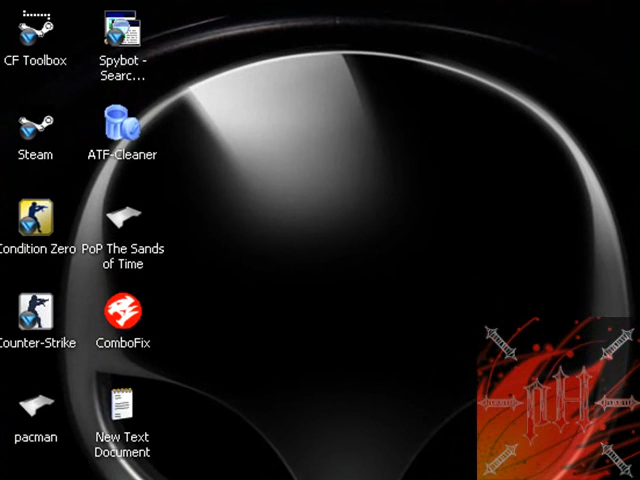 CF Toolbox
Spybot -
Searc...
Steam
ATF-Cleaner
Condition Zero
PoP The Sands
of Time
Counter-Strike
ComboFix
pacman
New Text
Document
pH